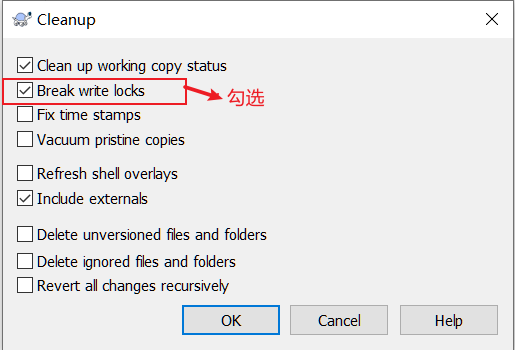 Cleanup
Clean up working copy status
Break write locks
勾选
Fix time stamps
Vacuum pristine copies
Refresh shell overlays
Include externals
Delete unversioned files and folders
Delete ignored files and folders
Revert all changes recursively
OK
Cancel
Help